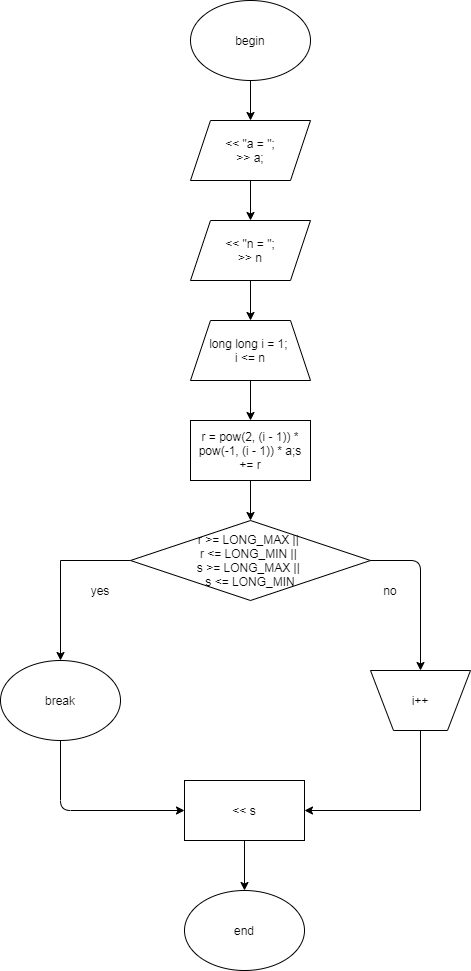 begin
<< "a = ";
>> a;
<< "n = ";
>> n
long long i = 1;
i <= n
r = pow(2, (i - 1)) *
pow(-1, (i - 1)) * a;s
+= r
r >= LONG_MAX ||
r <= LONG_MIN ||
s >= LONG_MAX ||
s <= LONG_MIN
yes
no
break
i++
<< s
end